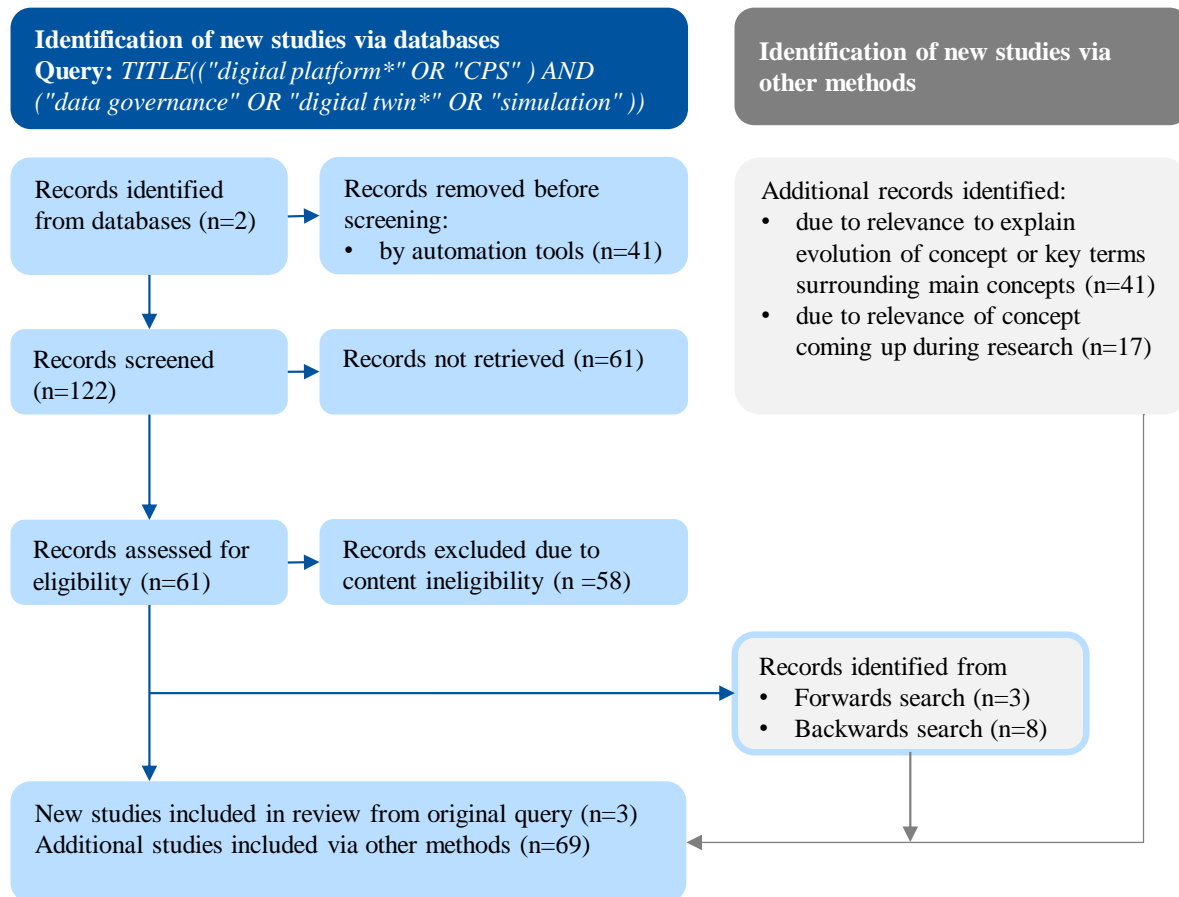 Identification of new studies via databases
Query: TITLE(("digital platform*" OR "CPS" ) AND
("data governance" OR "digital twin*" OR "simulation" ))
Identification of new studies via
other methods
Records identified
from databases (n=2)
Records removed before
screening:
• by automation tools (n=41)
Additional records identified:
• due to relevance to explain
evolution of concept or key terms
surrounding main concepts (n=41)
• due to relevance of concept
coming up during research (n=17)
Records screened
(n=122)
Records not retrieved (n=61)
Records assessed for
eligibility (n=61)
Records excluded due to
content ineligibility (n =58)
Records identified from
• Forwards search (n=3)
• Backwards search (n=8)
New studies included in review from original query (n=3)
Additional studies included via other methods (n=69)